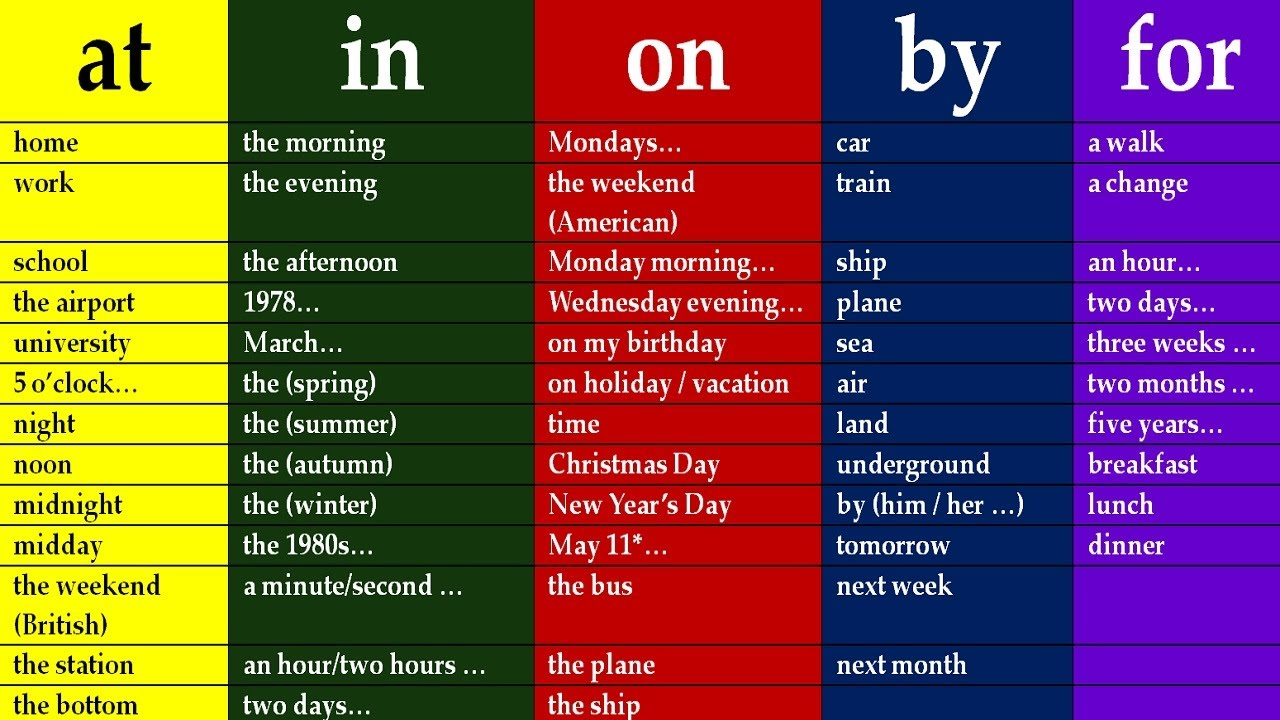 at in on by for
home the morning Mondays… car a walk
work the evening the weekend train a change
(American)
school the afternoon Monday morning… ship an hour…
the airport 1978… Wednesday evening… plane two days…
university March… on my birthday sea three weeks …
5 o’clock… the (spring) on holiday / vacation air two months …
night the (summer) time land five years…
noon the (autumn) Christmas Day underground breakfast
midnight the (winter) New Year’s Day by (him / her …) lunch
midday the 1980s… May 11*… tomorrow dinner
the weekend a minute/second … the bus next week
(British)
the station an hour/two hours … the plane next month
the bottom two days… the ship